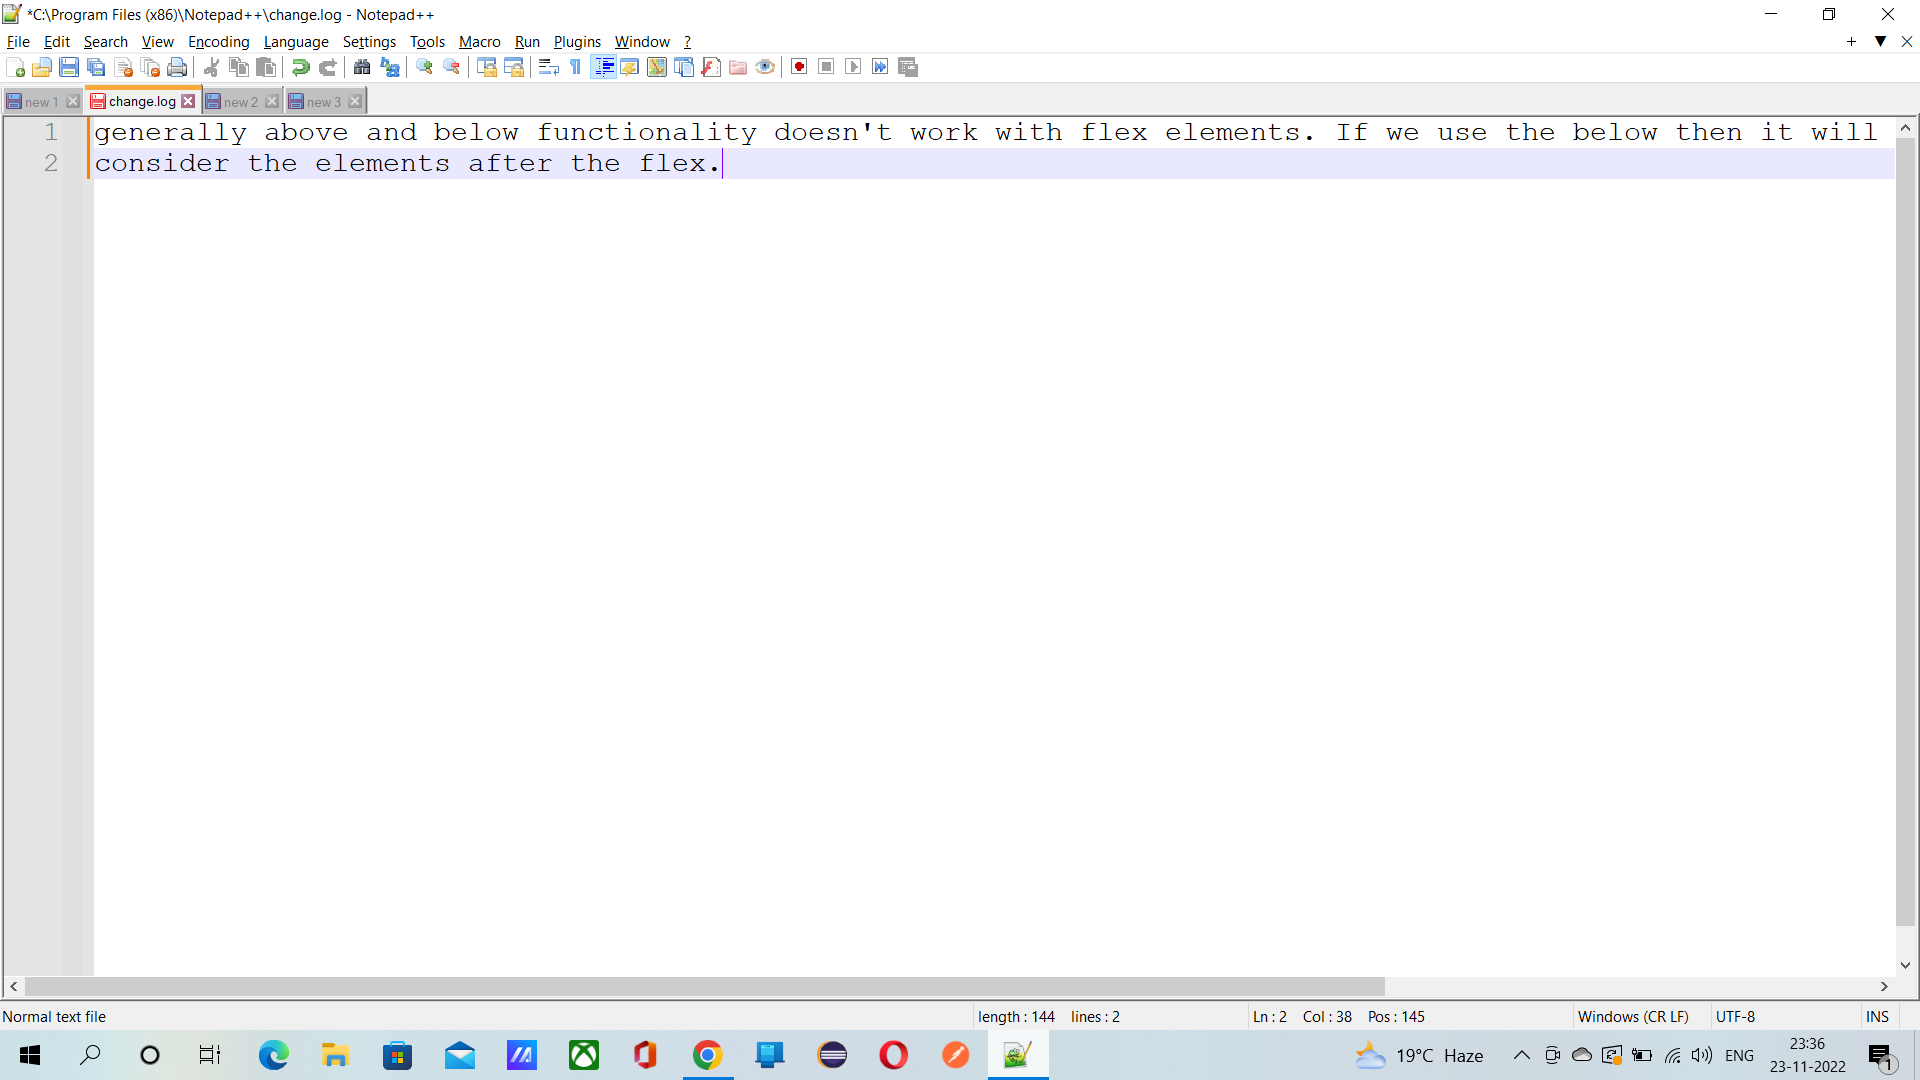 *C:\Program Files (x86)\Notepad++\change.log - Notepad++
File Edit Search View Encoding Language Settings Tools Macro Run Plugins Window ?
new 1 change.log new 2 new 3
1 generally above and below functionality doesn't work with flex elements. If we use the below then it will
2 consider the elements after the flex.
Normal text file length : 144 lines : 2 Ln : 2 Col : 38 Pos : 145 Windows (CR LF) UTF-8 INS
19°C Haze ENG 23:36
23-11-2022
1